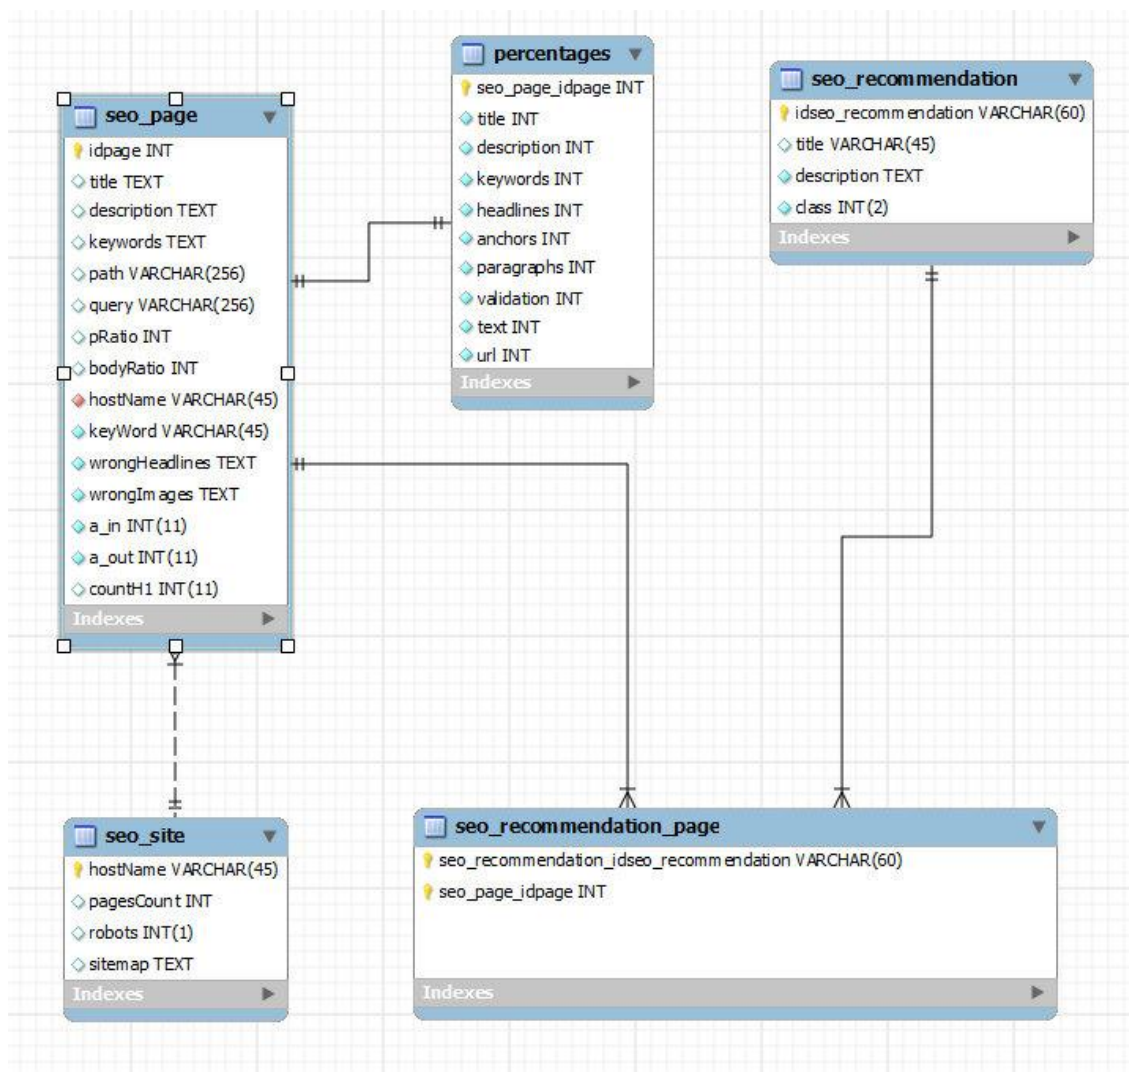 seo_page
idpage INT
title TEXT
description TEXT
keywords TEXT
path VARCHAR(256)
query VARCHAR(256)
pRatio INT
bodyRatio INT
hostName VARCHAR(45)
keyWord VARCHAR(45)
wrongHeadlines TEXT
wrongImages TEXT
a_in INT(11)
a_out INT(11)
countH1 INT(11)
Indexes
percentages
seo_page_idpage INT
title INT
description INT
keywords INT
headlines INT
anchors INT
paragraphs INT
validation INT
text INT
url INT
Indexes
seo_recommendation
idseo_recommendation VARCHAR(60)
title VARCHAR(45)
description TEXT
class INT(2)
Indexes
seo_site
hostName VARCHAR(45)
pagesCount INT
robots INT(1)
sitemap TEXT
Indexes
seo_recommendation_page
seo_recommendation_idseo_recommendation VARCHAR(60)
seo_page_idpage INT
Indexes